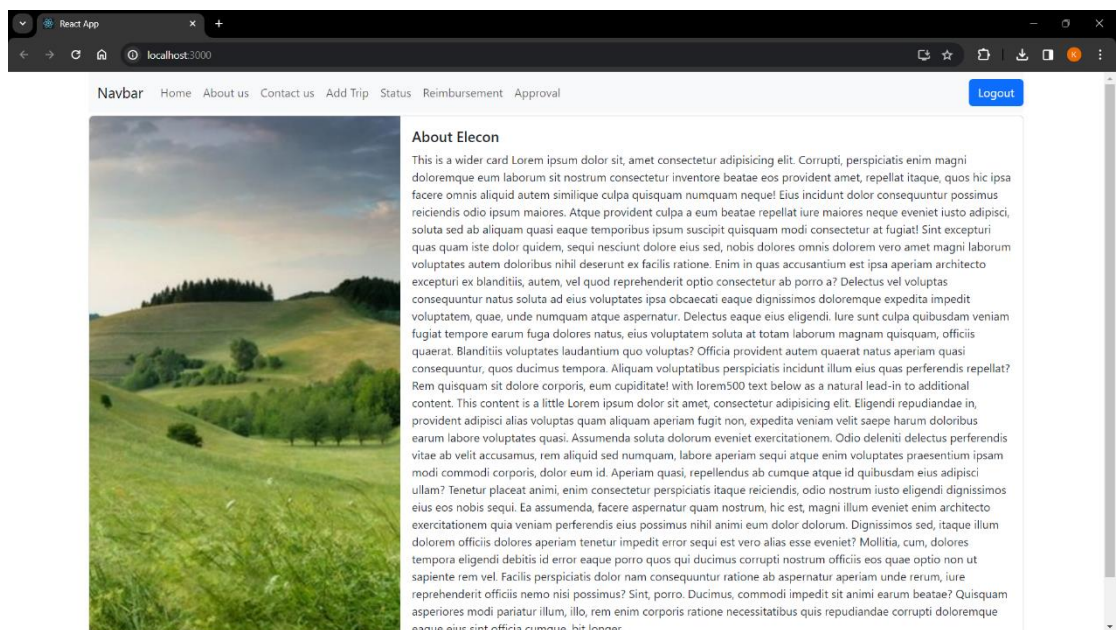 React App
localhost:3000
K
Navbar Home About us Contact us Add Trip Status Reimbursement Approval Logout
About Elecon
This is a wider card Lorem ipsum dolor sit, amet consectetur adipisicing elit. Corrupti, perspiciatis enim magni
doloremque eum laborum sit nostrum consectetur inventore beatae eos provident amet, repellat itaque, quos hic ipsa
facere omnis aliquid autem similique culpa quisquam numquam neque! Eius incidunt dolor consequuntur possimus
reiciendis odio ipsum maiores. Atque provident culpa a eum beatae repellat iure maiores neque eveniet iusto adipisci,
soluta sed ab aliquam quasi eaque temporibus ipsum suscipit quisquam modi consectetur at fugiat! Sint excepturi
quas quam iste dolor quidem, sequi nesciunt dolore eius sed, nobis dolores omnis dolorem vero amet magni laborum
voluptates autem doloribus nihil deserunt ex facilis ratione. Enim in quas accusantium est ipsa aperiam architecto
excepturi ex blanditiis, autem, vel quod reprehenderit optio consectetur ab porro a? Delectus vel voluptas
consequuntur natus soluta ad eius voluptates ipsa obcaecati eaque dignissimos doloremque expedita impedit
voluptatem, quae, unde numquam atque aspernatur. Delectus eaque eius eligendi. Iure sunt culpa quibusdam veniam
fugiat tempore earum fuga dolores natus, eius voluptatem soluta at totam laborum magnam quisquam, officiis
quaerat. Blanditiis voluptates laudantium quo voluptas? Officia provident autem quaerat natus aperiam quasi
consequuntur, quos ducimus tempora. Aliquam voluptatibus perspiciatis incidunt illum eius quas perferendis repellat?
Rem quisquam sit dolore corporis, eum cupiditate! with lorem500 text below as a natural lead-in to additional
content. This content is a little Lorem ipsum dolor sit amet, consectetur adipisicing elit. Eligendi repudiandae in,
provident adipisci alias voluptas quam aliquam aperiam fugit non, expedita veniam velit saepe harum doloribus
earum labore voluptates quasi. Assumenda soluta dolorum eveniet exercitationem. Odio deleniti delectus perferendis
vitae ab velit accusamus, rem aliquid sed numquam, labore aperiam sequi atque enim voluptates praesentium ipsam
modi commodi corporis, dolor eum id. Aperiam quasi, repellendus ab cumque atque id quibusdam eius adipisci
ullam? Tenetur placeat animi, enim consectetur perspiciatis itaque reiciendis, odio nostrum iusto eligendi dignissimos
eius eos nobis sequi. Ea assumenda, facere aspernatur quam nostrum, hic est, magni illum eveniet enim architecto
exercitationem quia veniam perferendis eius possimus nihil animi eum dolor dolorum. Dignissimos sed, itaque illum
dolorem officiis dolores aperiam tenetur impedit error sequi est vero alias esse eveniet? Mollitia, cum, dolores
tempora eligendi debitis id error eaque porro quos qui ducimus corrupti nostrum officiis eos quae optio non ut
sapiente rem vel. Facilis perspiciatis dolor nam consequuntur ratione ab aspernatur aperiam unde rerum, iure
reprehenderit officiis nemo nisi possimus? Sint, porro. Ducimus, commodi impedit sit animi earum beatae? Quisquam
asperiores modi pariatur illum, illo, rem enim corporis ratione necessitatibus quis repudiandae corrupti doloremque
eaque eius sint officia cumque, bit longer.